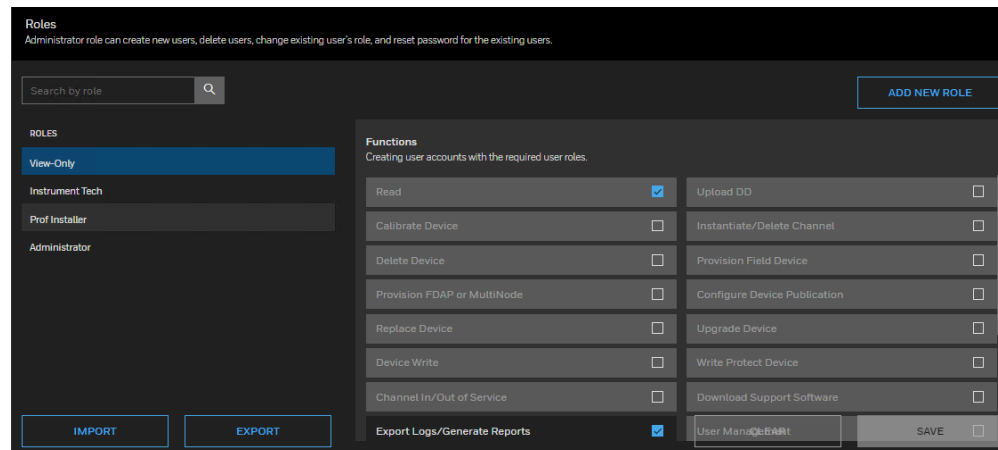 Roles
Administrator role can create new users, delete users, change existing user's role, and reset password for the existing users.
Search by role
ADD NEW ROLE
ROLES
View-Only
Instrument Tech
Prof Installer
Administrator
Functions
Creating user accounts with the required user roles.
Read
Upload DD
Calibrate Device
Instantiate/Delete Channel
Delete Device
Provision Field Device
Provision FDAP or MultiNode
Configure Device Publication
Replace Device
Upgrade Device
Device Write
Write Protect Device
Channel In/Out of Service
Download Support Software
Export Logs/Generate Reports
User Management
IMPORT
EXPORT
CLEAR
SAVE